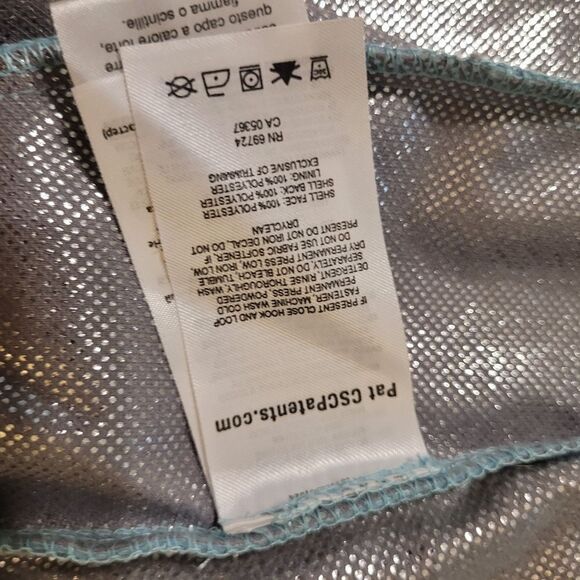 Pat CSCPatents.com
IF PRESENT CLOSE HOOK AND LOOP
FASTENER, MACHINE WASH COLD
PERMANENT PRESS, POWDERED
DETERGENT, RINSE THOROUGHLY, WASH
SEPARATELY, DO NOT BLEACH, TUMBLE
DRY PERMANENT PRESS LOW, IRON LOW,
DO NOT USE FABRIC SOFTENER, IF
PRESENT DO NOT IRON DECAL, DO NOT
DRYCLEAN
SHELL FACE: 100% POLYESTER
SHELL BACK: 100% POLYESTER
LINING: 100% POLYESTER
EXCLUSIVE OF TRIMMING
RN 69724
CA 05367
questo capo a calore forte,
fiamma o scintille.